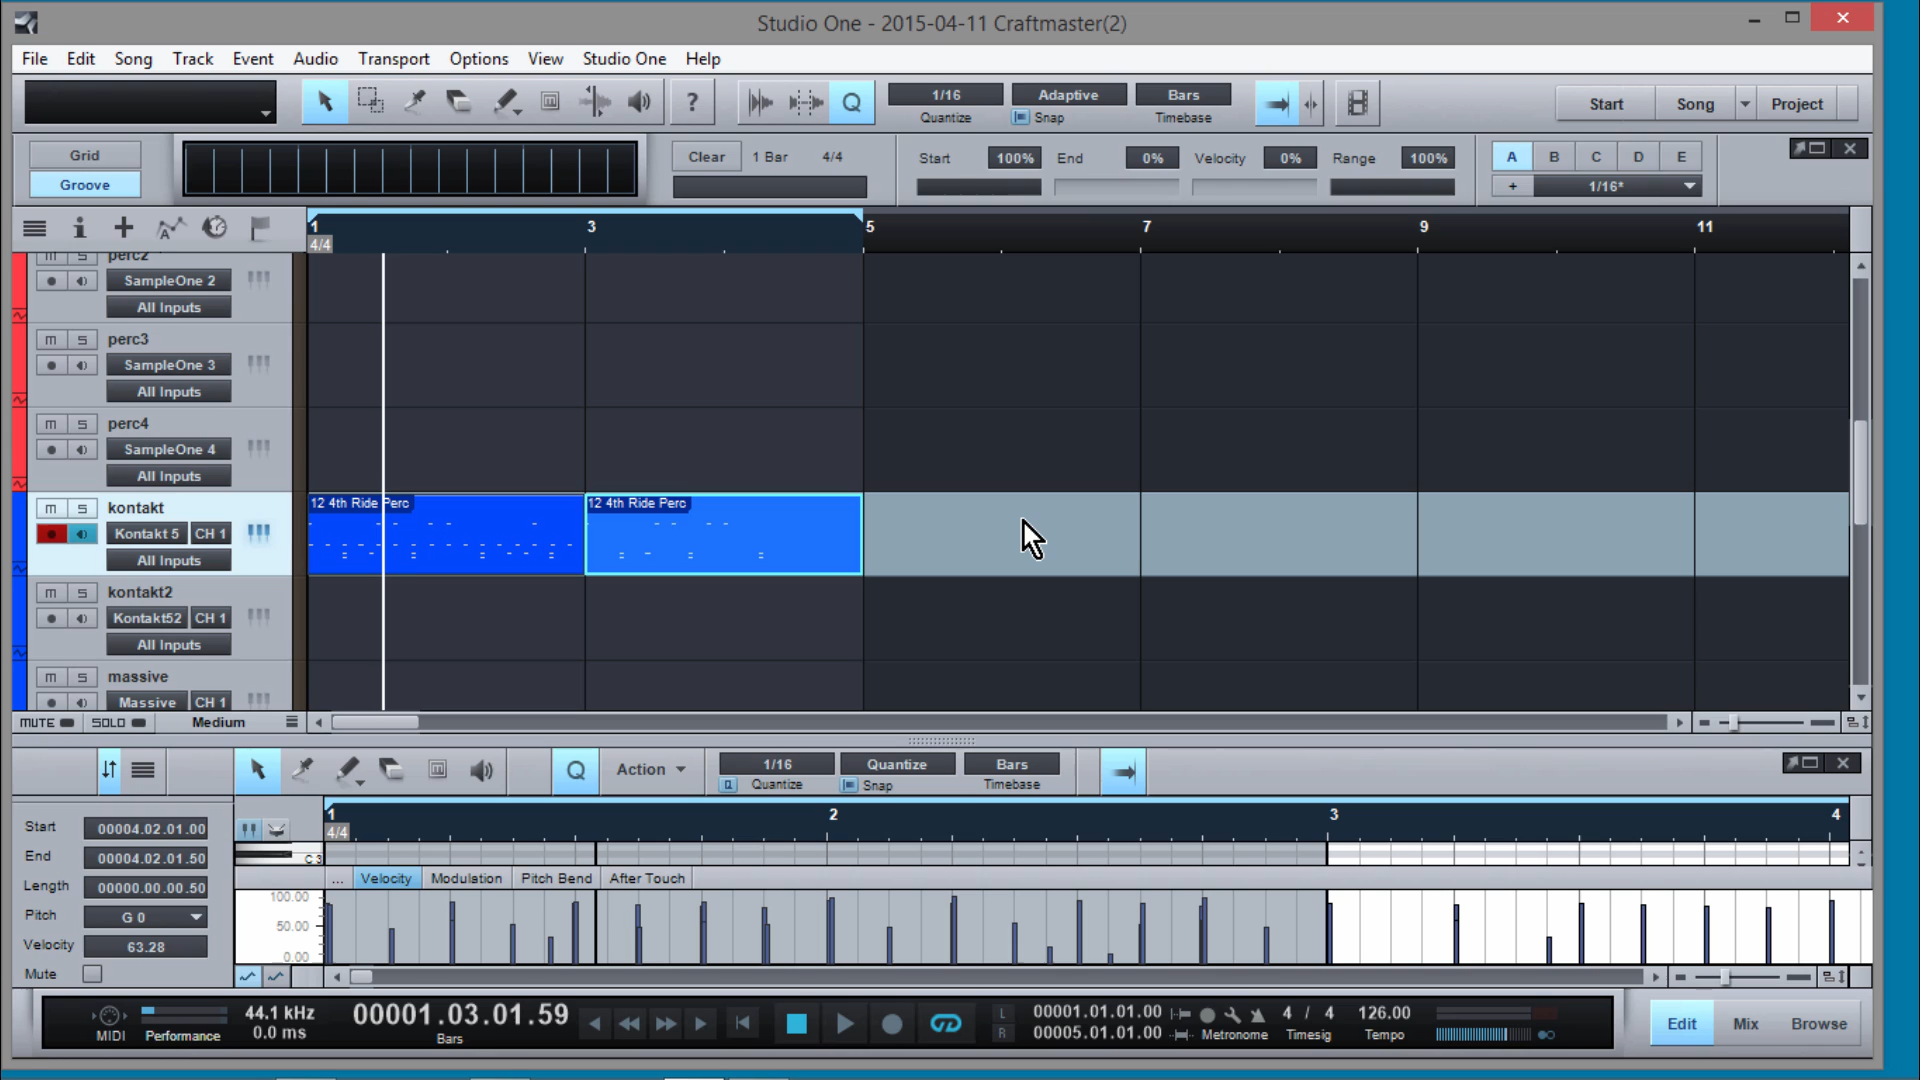 Studio One - 2015-04-11 Craftmaster(2)
File Edit Song Track Event Audio Transport Options View Studio One Help
? Q 1/16 Adaptive Bars Start Song Project
Quantize Snap Timebase
Grid Clear 1 Bar 4/4 Start 100% End 0% Velocity 0% Range 100% A B C D E
Groove + 1/16*
1 3 5 7 9 11
4/4
m S perc2
SampleOne 2
All Inputs
m S perc3
SampleOne 3
All Inputs
m S perc4
SampleOne 4
All Inputs
m S kontakt 12 4th Ride Perc 12 4th Ride Perc
Kontakt 5 CH 1
All Inputs
m S kontakt2
Kontakt52 CH 1
All Inputs
m S massive
Massive CH 1
MUTE SOLO Medium
Q Action 1/16 Quantize Bars
Q Quantize Snap Timebase
Start 00004.02.01.00 1 2 3 4
4/4
End 00004.02.01.50 C 3
Length 00000.00.00.50 ... Velocity Modulation Pitch Bend After Touch
Pitch G 0 100.00
50.00
Velocity 63.28 0.00
Mute
MIDI Performance 44.1 kHz 0.0 ms 00001.03.01.59 Bars L 00001.01.01.00 R 00005.01.01.00 Metronome 4 / 4 Timesig 126.00 Tempo Edit Mix Browse